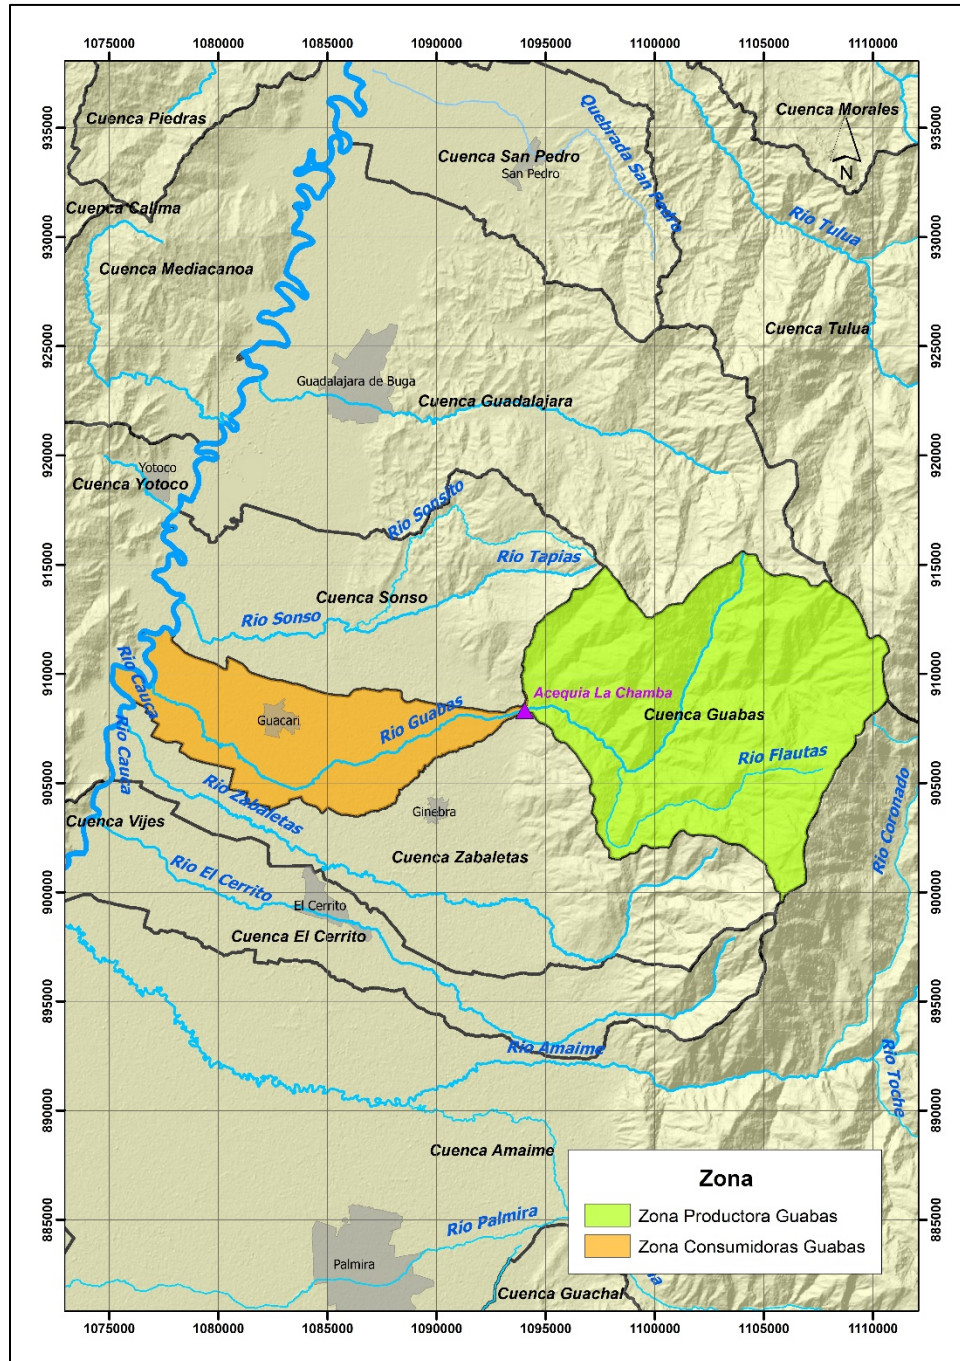 1075000 1080000 1085000 1090000 1095000 1100000 1105000 1110000
935000 935000
930000 930000
925000 925000
920000 920000
915000 915000
910000 910000
905000 905000
900000 900000
895000 895000
890000 890000
885000 885000
Cuenca Piedras
Cuenca Morales
N
Quebrada San Pedro
Cuenca San Pedro
San Pedro
Cuenca Calima
Rio Tulua
Cuenca Mediacanoa
Cuenca Tulua
Guadalajara de Buga
Cuenca Guadalajara
Yotoco
Cuenca Yotoco
Rio Sonsito
Rio Tapias
Cuenca Sonso
Rio Sonso
Rio Cauca
Acequia La Chamba
Guacari
Rio Guabas
Cuenca Guabas
Rio Cauca
Rio Flautas
Rio Zabaletas
Ginebra
Rio Coronado
Cuenca Vijes
Cuenca Zabaletas
Rio El Cerrito
El Cerrito
Cuenca El Cerrito
Rio Amaime
Rio Toche
Cuenca Amaime
Zona
Zona Productora Guabas
Zona Consumidoras Guabas
Rio Palmira
Palmira
Cuenca Guachal
1075000 1080000 1085000 1090000 1095000 1100000 1105000 1110000